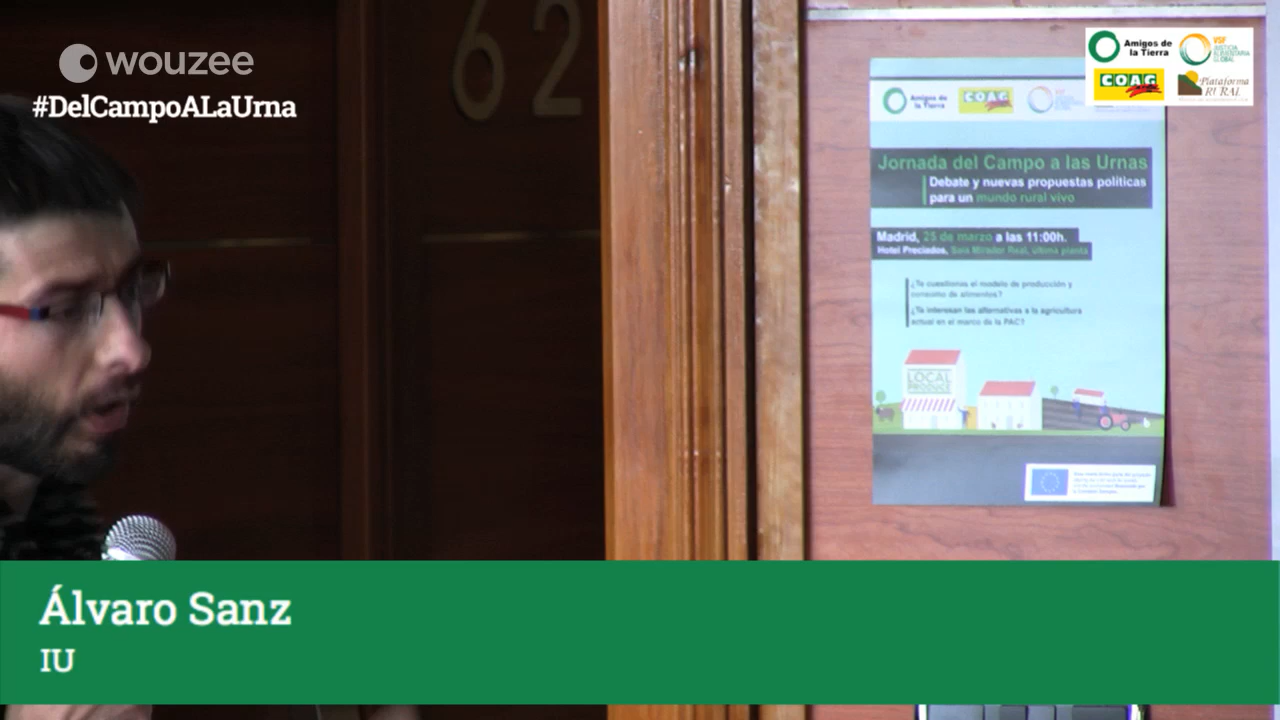 wouzee
#DelCampoALaUrna
62
Amigos de
la Tierra
VSF
JUSTICIA
ALIMENTARIA
GLOBAL
COAG
Plataforma
RURAL
Amigos de
la Tierra
COAG
VSF
Jornada del Campo a las Urnas
Debate y nuevas propuestas políticas
para un mundo rural vivo
Madrid, 25 de marzo a las 11:00h.
Hotel Preciados, Sala Mirador Real, última planta
¿Te cuestionas el modelo de producción y
consumo de alimentos?
¿Te interesan las alternativas a la agricultura
actual en el marco de la PAC?
LOCAL
PRODUCE
Álvaro Sanz
IU